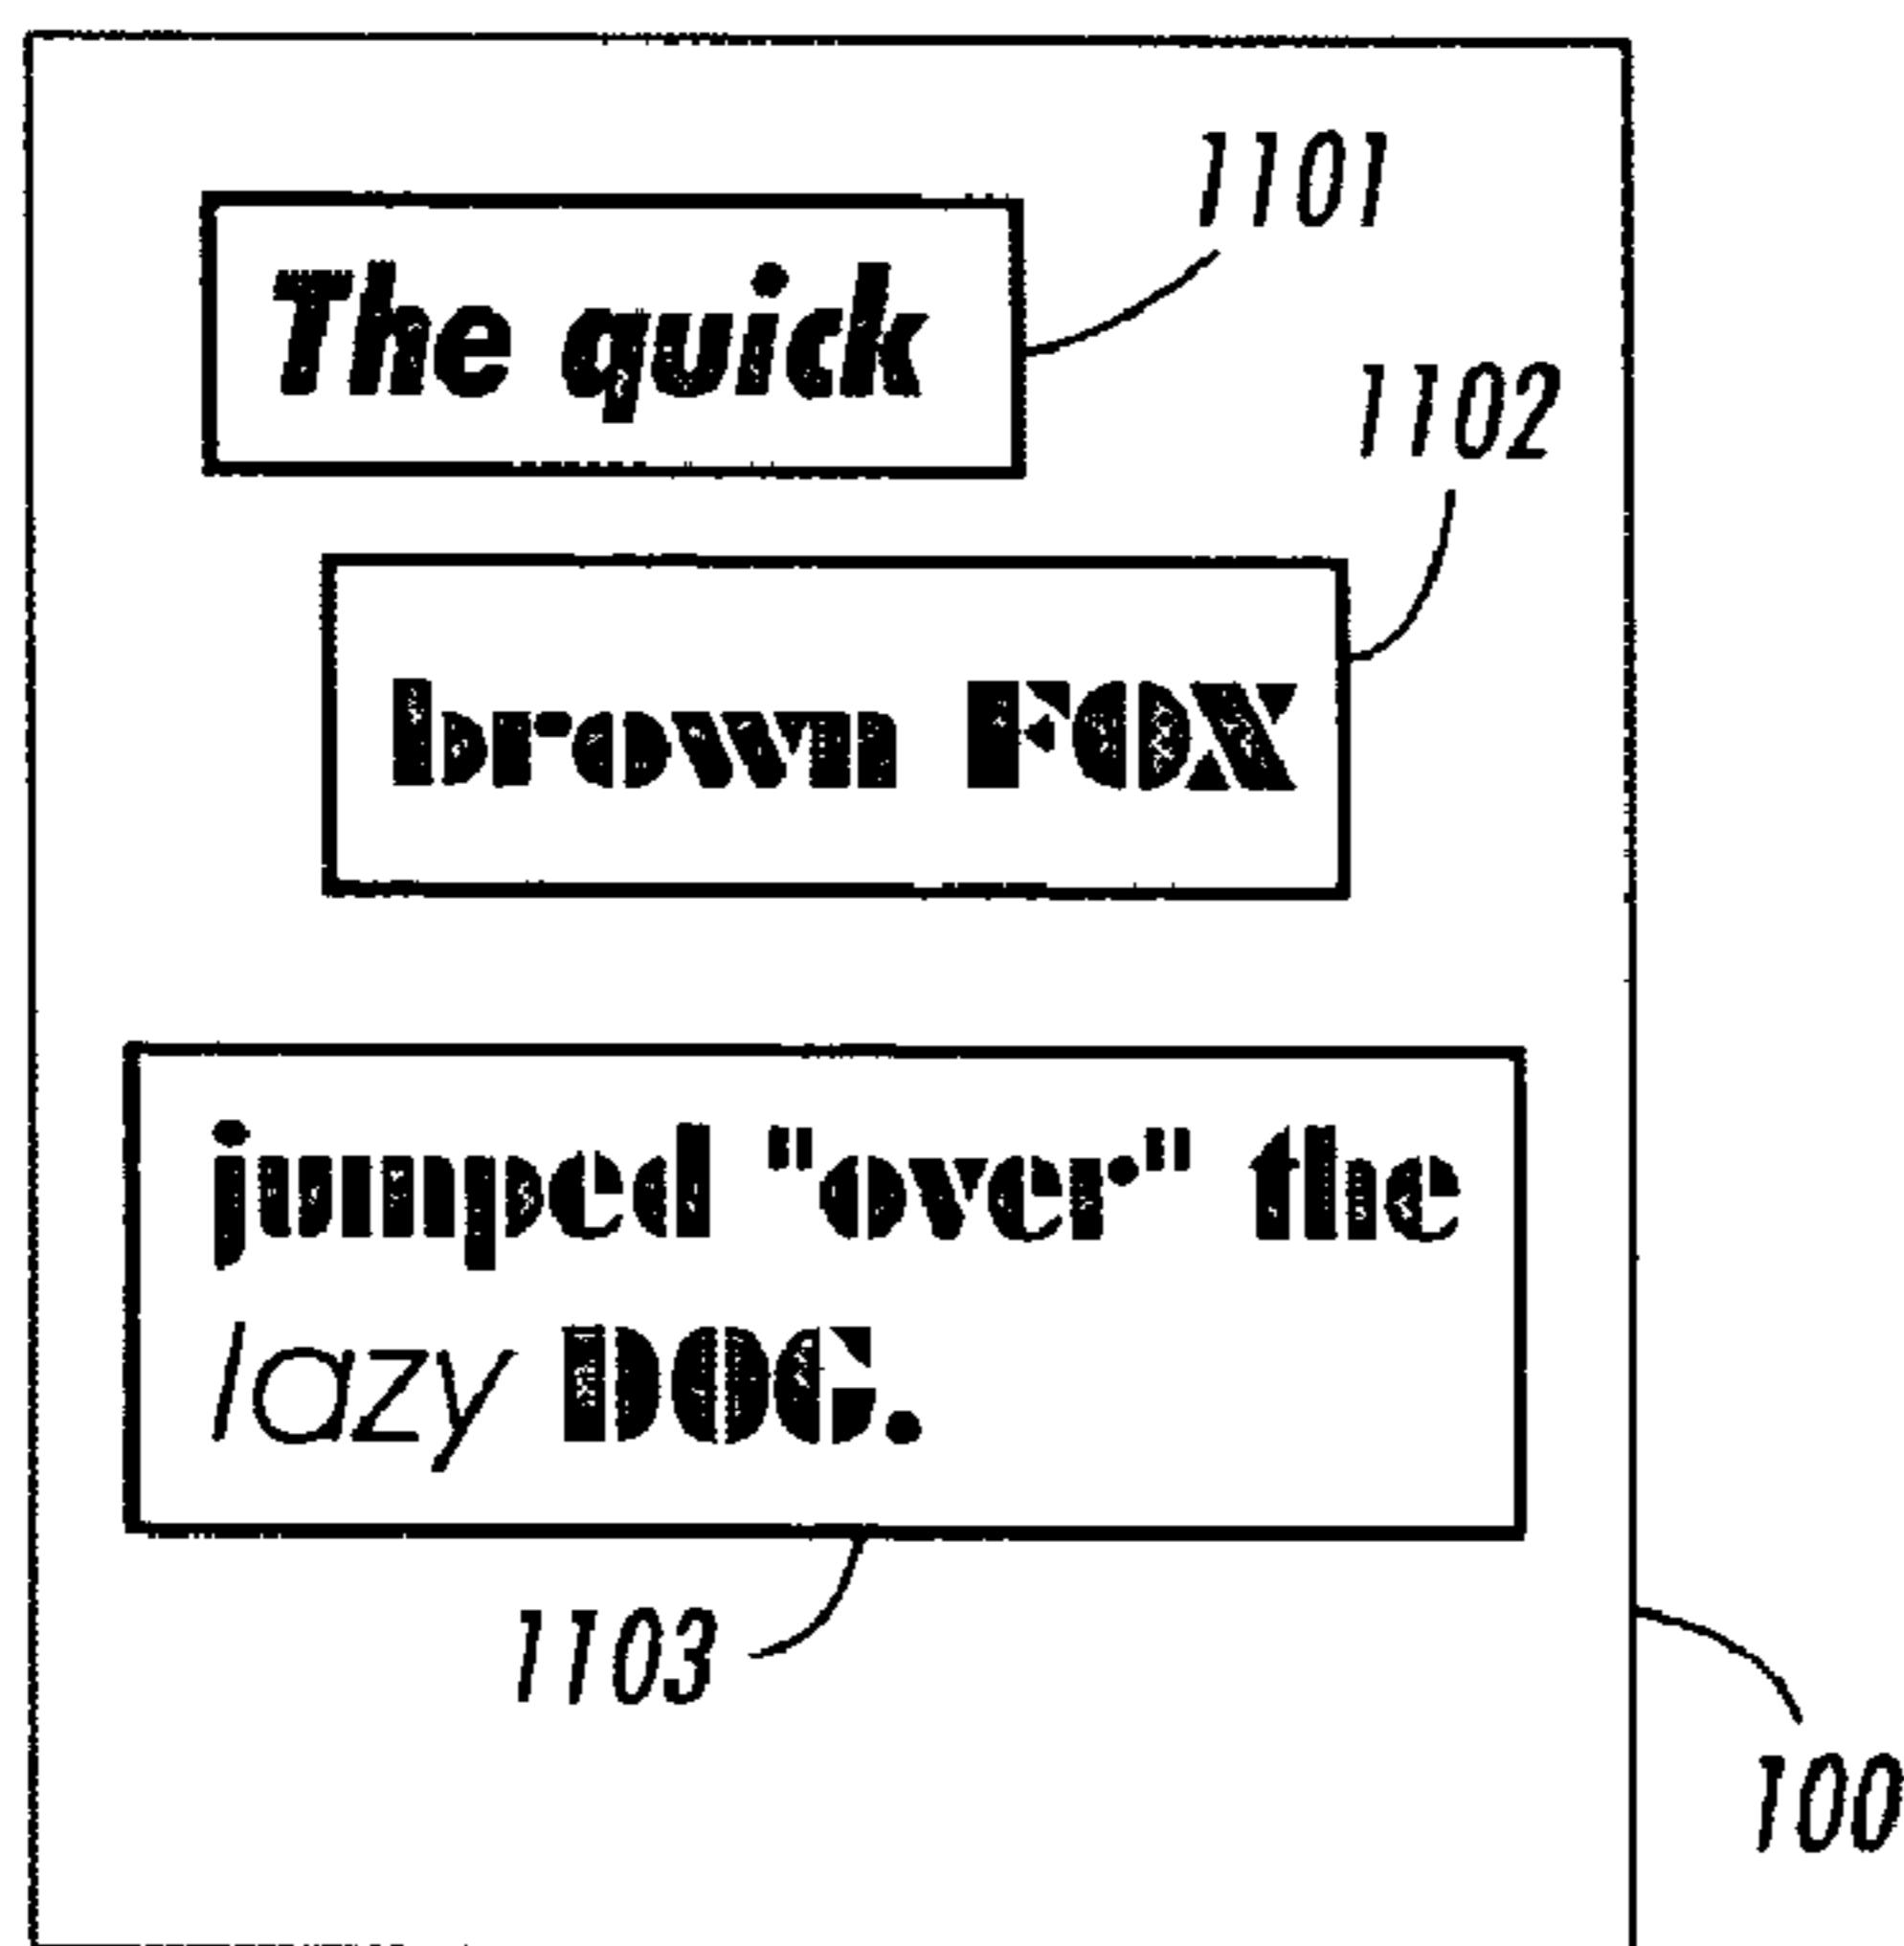 1101
The quick
1102
brown FOX
jumped "over" the
lazy DOG.
1103
100